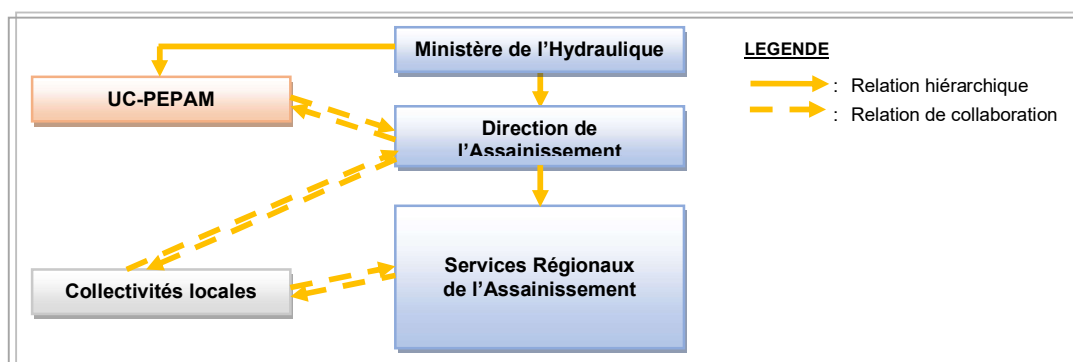 Ministère de l'Hydraulique
LEGENDE
UC-PEPAM
: Relation hiérarchique
: Relation de collaboration
Direction de
l'Assainissement
Services Régionaux
de l'Assainissement
Collectivités locales